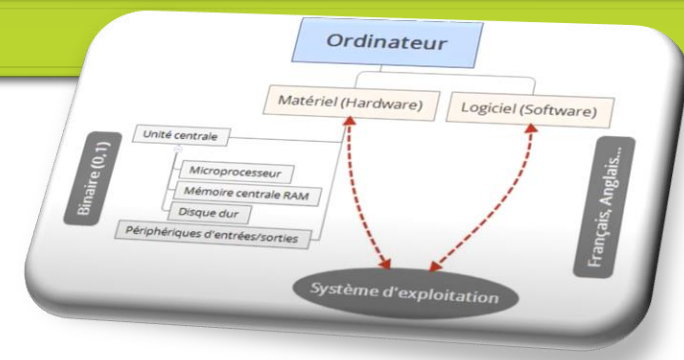 Ordinateur
Matériel (Hardware)
Logiciel (Software)
Binaire (0,1)
Unité centrale
Microprocesseur
Mémoire centrale RAM
Disque dur
Périphériques d'entrées/sorties
Français, Anglais...
Système d'exploitation